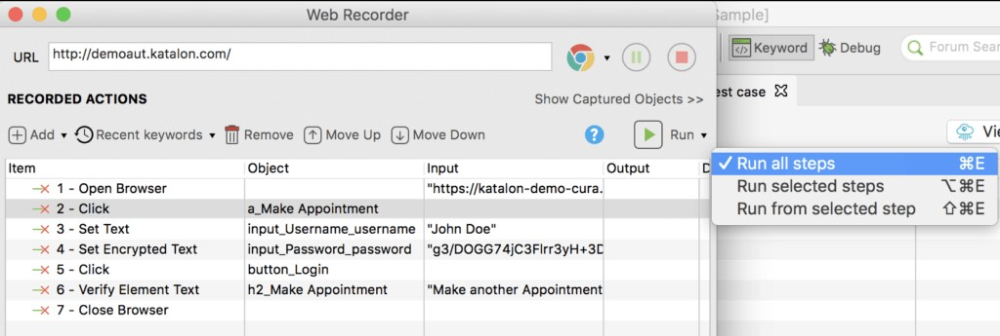 Web Recorder
Sample]
URL http://demoaut.katalon.com/
Keyword Debug Forum Sear
RECORDED ACTIONS Show Captured Objects >>
est case
Add Recent keywords Remove Move Up Move Down ? Run
Vie
Item Object Input Output D
Run all steps ⌘E
1 - Open Browser "https://katalon-demo-cura.
Run selected steps ⌥⌘E
2 - Click a_Make Appointment
Run from selected step ⇧⌘E
3 - Set Text input_Username_username "John Doe"
4 - Set Encrypted Text input_Password_password "g3/DOGG74jC3Flrr3yH+3D
5 - Click button_Login
6 - Verify Element Text h2_Make Appointment "Make another Appointment
7 - Close Browser